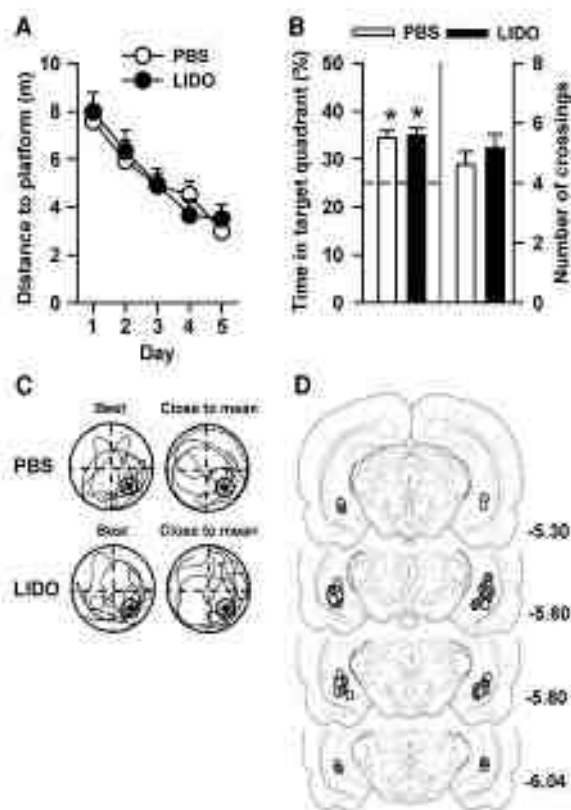 A
PBS
LIDO
Distance to platform (m)
10
8
6
4
2
0
1 2 3 4 5
Day
B
PBS LIDO
Time in target quadrant (%)
50
40
30
20
10
0
* *
8
6
4
2
0
Number of crossings
C
Best Close to mean
PBS
Best Close to mean
LIDO
D
-5.30
-5.60
-5.80
-6.04